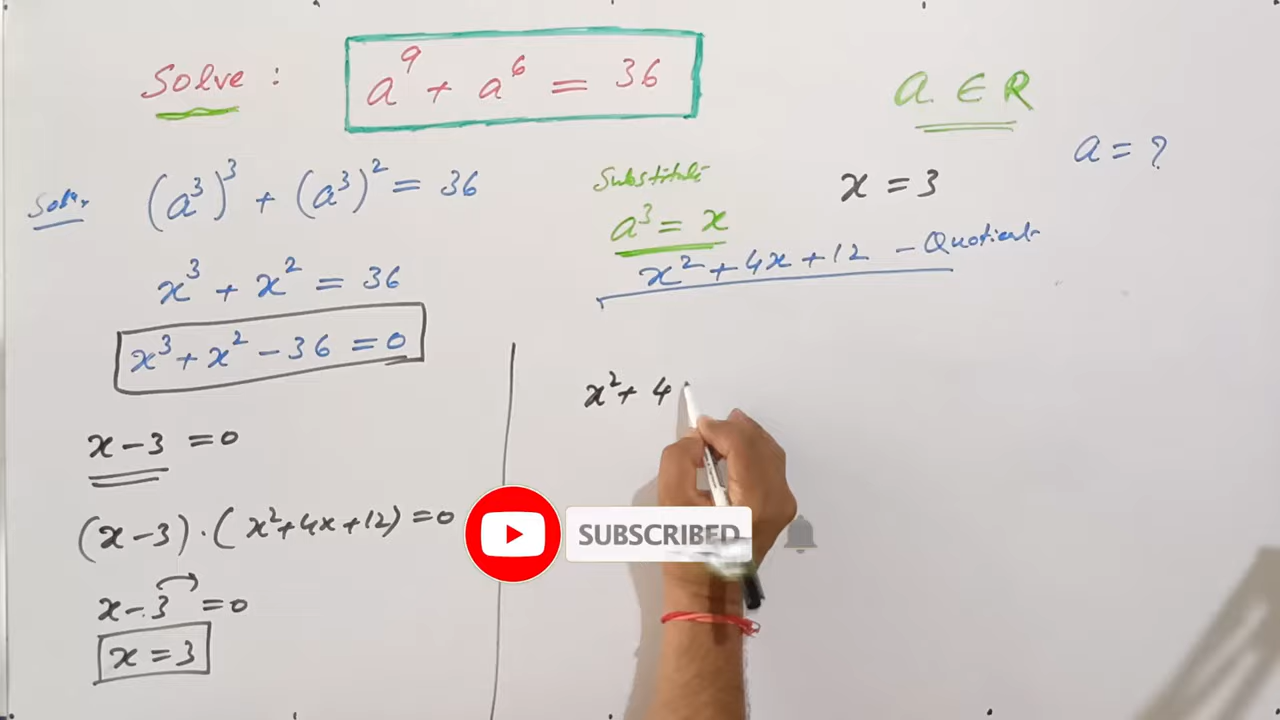 Solve : a⁹ + a⁶ = 36
a ∈ R
a = ?
Soln. (a³)³ + (a³)² = 36
Substitute
a³ = x
x = 3
x² + 4x + 12 – Quotient
x³ + x² = 36
x³ + x² – 36 = 0
x – 3 = 0
(x – 3) . (x² + 4x + 12) = 0
x – 3 = 0
x = 3
x² + 4
SUBSCRIBED